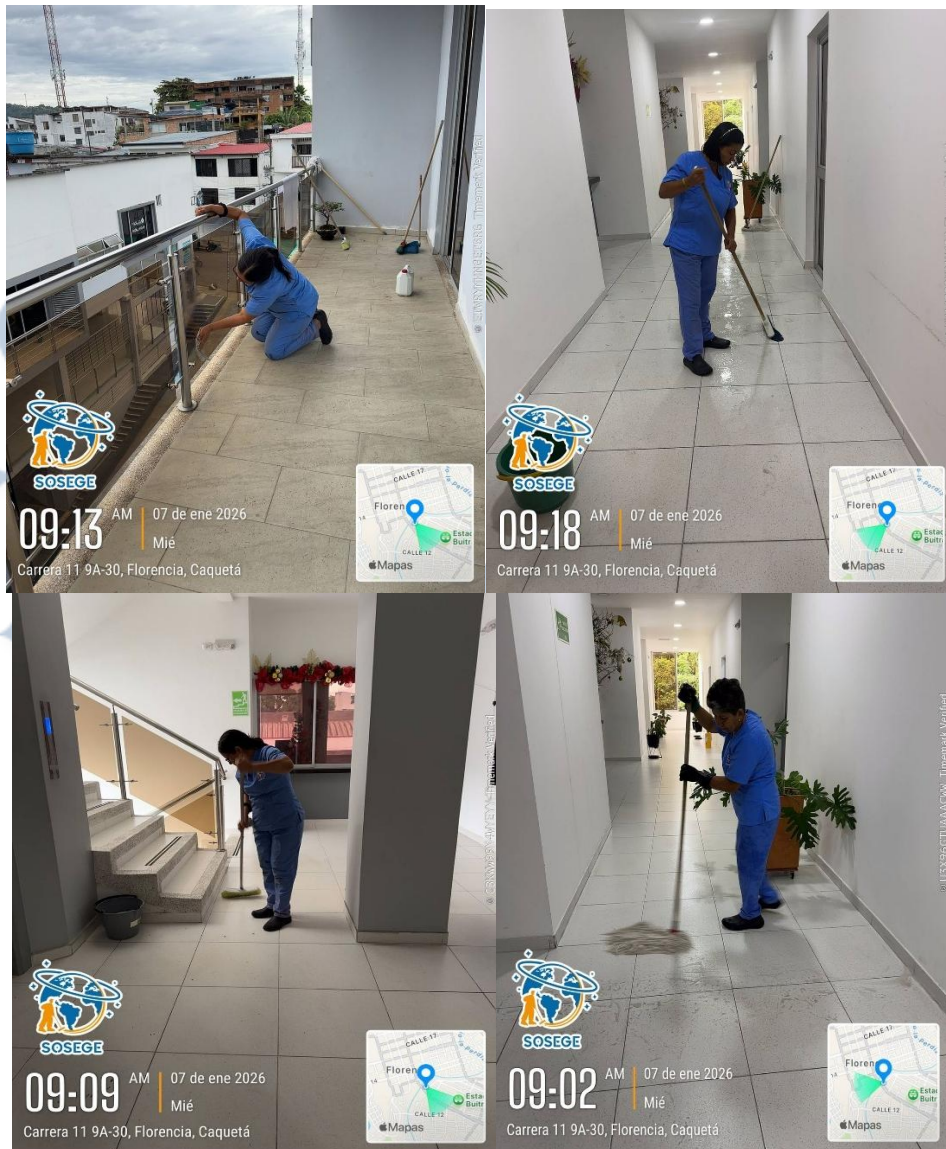 SOSEGE
09:13 AM
07 de ene 2026
Mié
Carrera 11 9A-30, Florencia, Caquetá
CALLE 17
Floren
14
CALLE 12
Mapas
SOSEGE
09:18 AM
07 de ene 2026
Mié
Carrera 11 9A-30, Florencia, Caquetá
CALLE 17
Floren
14
CALLE 12
Mapas
SOSEGE
09:09 AM
07 de ene 2026
Mié
Carrera 11 9A-30, Florencia, Caquetá
CALLE 17
Floren
14
CALLE 12
Mapas
SOSEGE
09:02 AM
07 de ene 2026
Mié
Carrera 11 9A-30, Florencia, Caquetá
CALLE 17
Floren
14
CALLE 12
Mapas